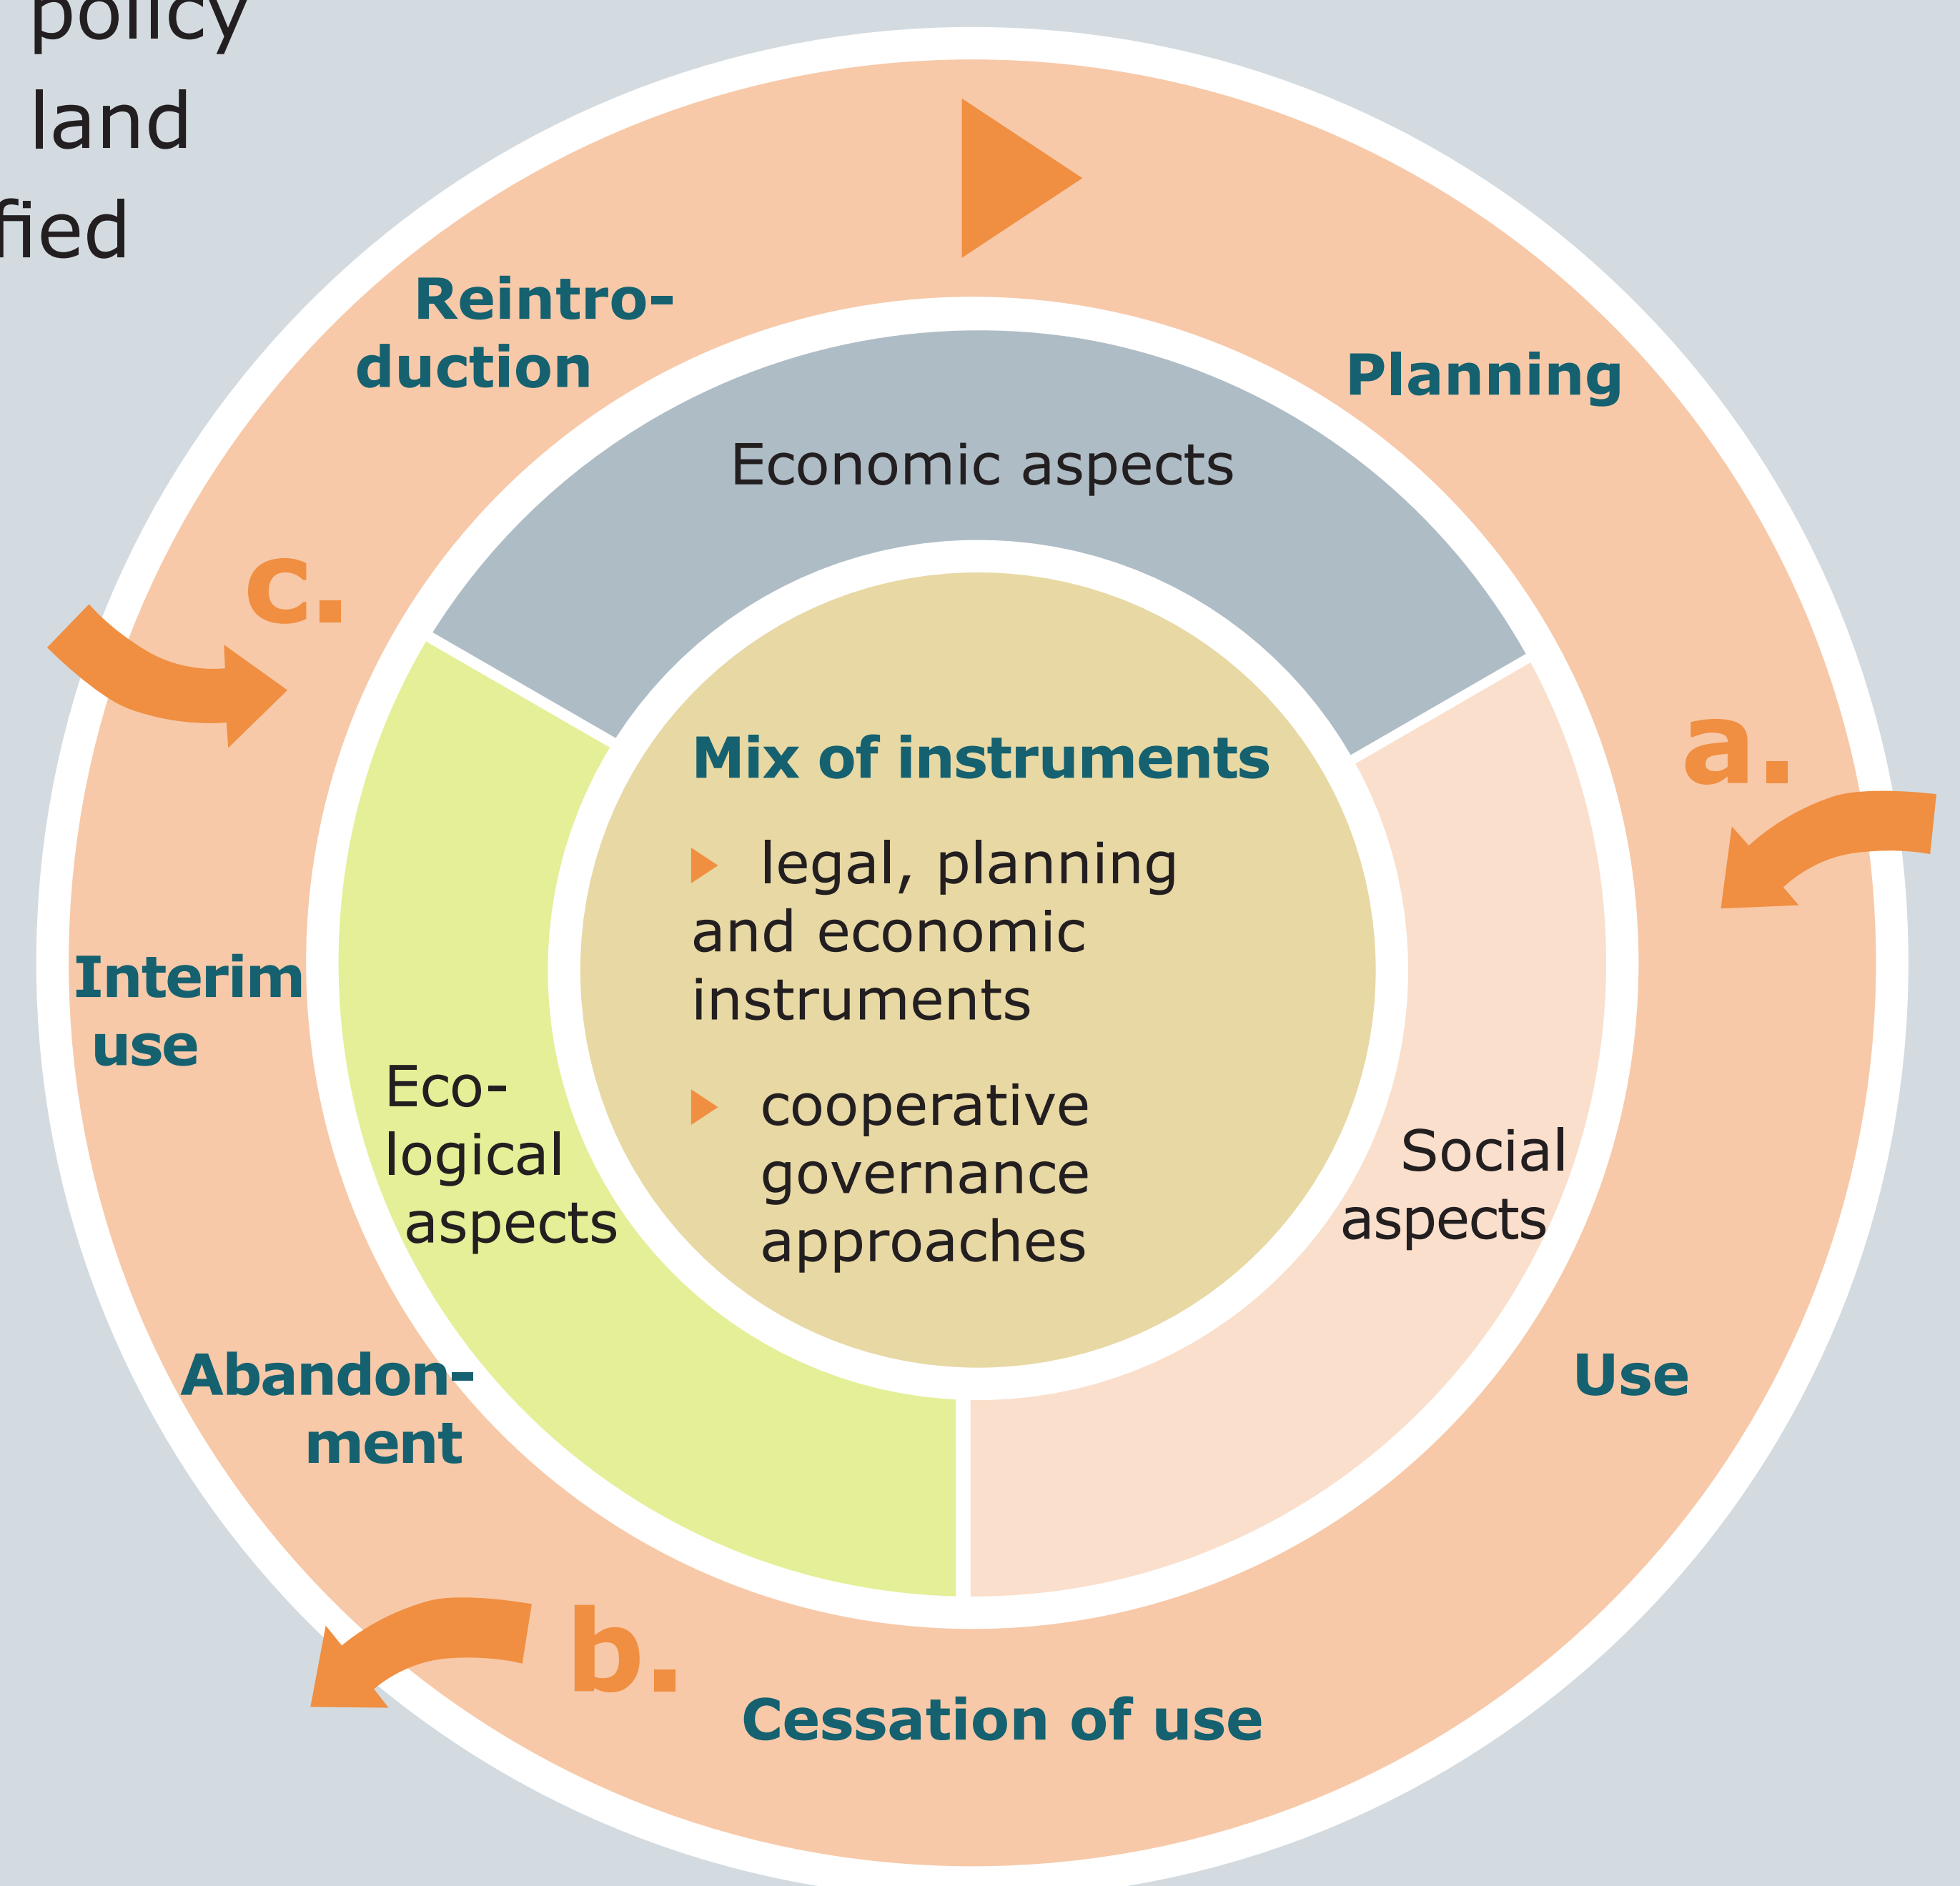 policy
land
fied
Reintro-
duction
Planning
Economic aspects
c.
a.
Mix of instruments
legal, planning
and economic
instruments
Interim
use
Eco-
logical
aspects
cooperative
governance
approaches
Social
aspects
Abandon-
ment
Use
b.
Cessation of use